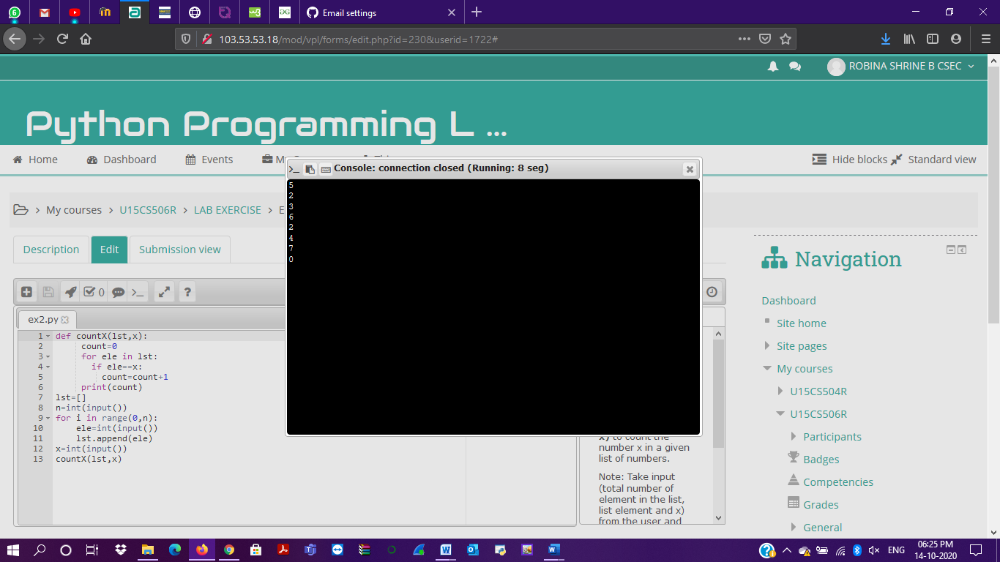 Email settings
103.53.53.18/mod/vpl/forms/edit.php?id=230&userid=1722#
ROBINA SHRINE B CSEC
Python Programming L ...
Home Dashboard Events Hide blocks Standard view
Console: connection closed (Running: 8 seg)
5
2
3
6
2
4
7
0
My courses U15CS506R LAB EXERCISE E
Description Edit Submission view
0
ex2.py
1 def countX(lst,x):
2 count=0
3 for ele in lst:
4 if ele==x:
5 count=count+1
6 print(count)
7 lst=[]
8 n=int(input())
9 for i in range(0,n):
10 ele=int(input())
11 lst.append(ele)
12 x=int(input())
13 countX(lst,x)
x) to count the
number x in a given
list of numbers.
Note: Take input
(total number of
element in the list,
list element and x)
from the user and
Navigation
Dashboard
Site home
Site pages
My courses
U15CS504R
U15CS506R
Participants
Badges
Competencies
Grades
General
ENG
06:25 PM
14-10-2020